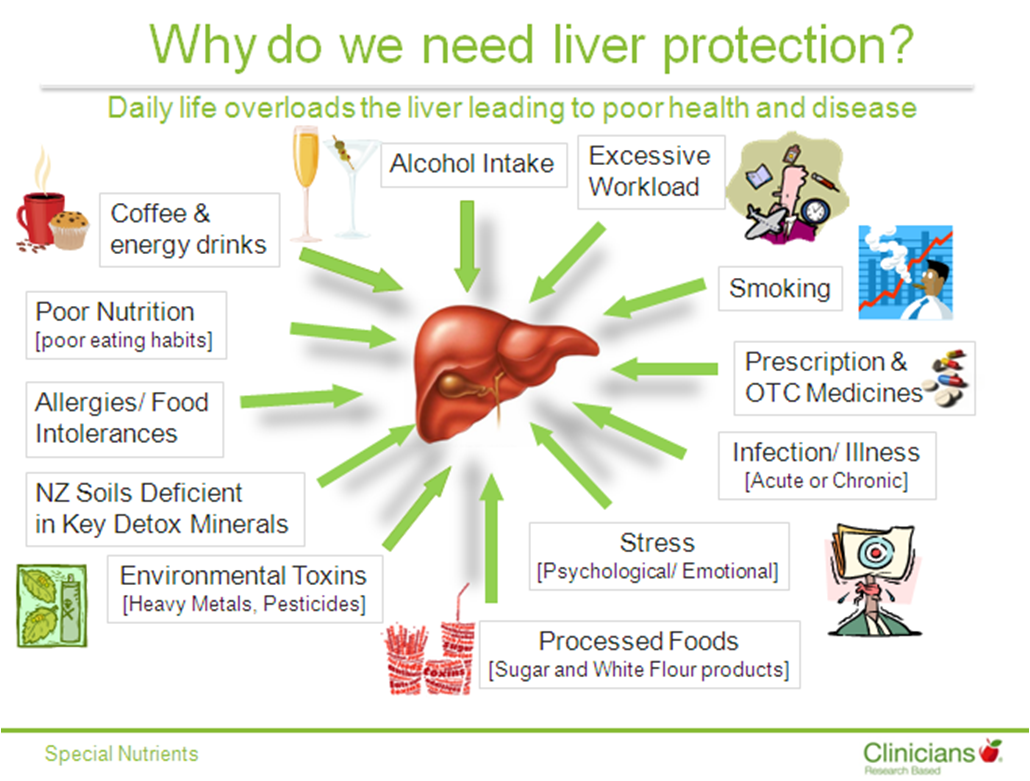 Why do we need liver protection?
Daily life overloads the liver leading to poor health and disease
Alcohol Intake
Excessive
Workload
Coffee &
energy drinks
Smoking
Poor Nutrition
[poor eating habits]
Prescription &
OTC Medicines
Allergies/ Food
Intolerances
Infection/ Illness
[Acute or Chronic]
NZ Soils Deficient
in Key Detox Minerals
Stress
[Psychological/ Emotional]
Environmental Toxins
[Heavy Metals, Pesticides]
Processed Foods
[Sugar and White Flour products]
toxins
Special Nutrients
Clinicians
Research Based